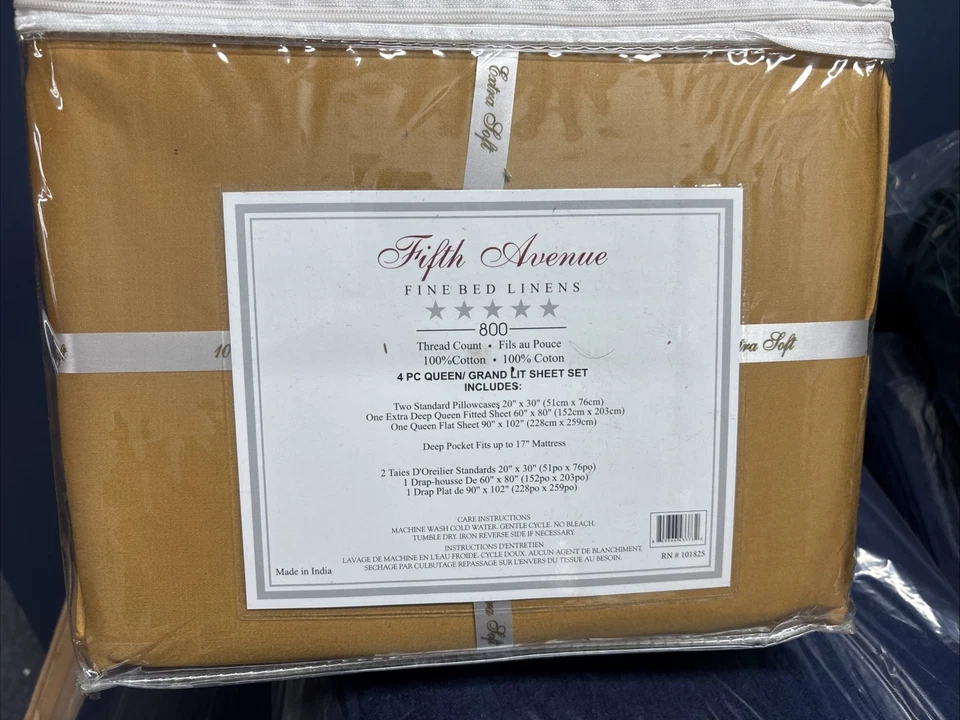 Extra Soft
Fifth Avenue
FINE BED LINENS
800
Thread Count • Fils au Pouce
100%Cotton • 100% Coton
4 PC QUEEN/ GRAND LIT SHEET SET
INCLUDES:
Two Standard Pillowcases 20" x 30" (51cm x 76cm)
One Extra Deep Queen Fitted Sheet 60" x 80" (152cm x 203cm)
One Queen Flat Sheet 90" x 102" (228cm x 259cm)
Deep Pocket Fits up to 17" Mattress
2 Taies D'Oreilier Standards 20" x 30" (51po x 76po)
1 Drap-housse De 60" x 80" (152po x 203po)
1 Drap Plat de 90" x 102" (228po x 259po)
CARE INSTRUCTIONS
MACHINE WASH COLD WATER. GENTLE CYCLE. NO BLEACH.
TUMBLE DRY. IRON REVERSE SIDE IF NECESSARY.
INSTRUCTIONS D'ENTRETIEN
LAVAGE DE MACHINE EN L'EAU FROIDE. CYCLE DOUX. AUCUN AGENT DE BLANCHIMENT.
SECHAGE PAR CULBUTAGE REPASSAGE SUR L'ENVERS DU TISSUE AU BESOIN.
Made in India
RN # 101825
10
ra Soft